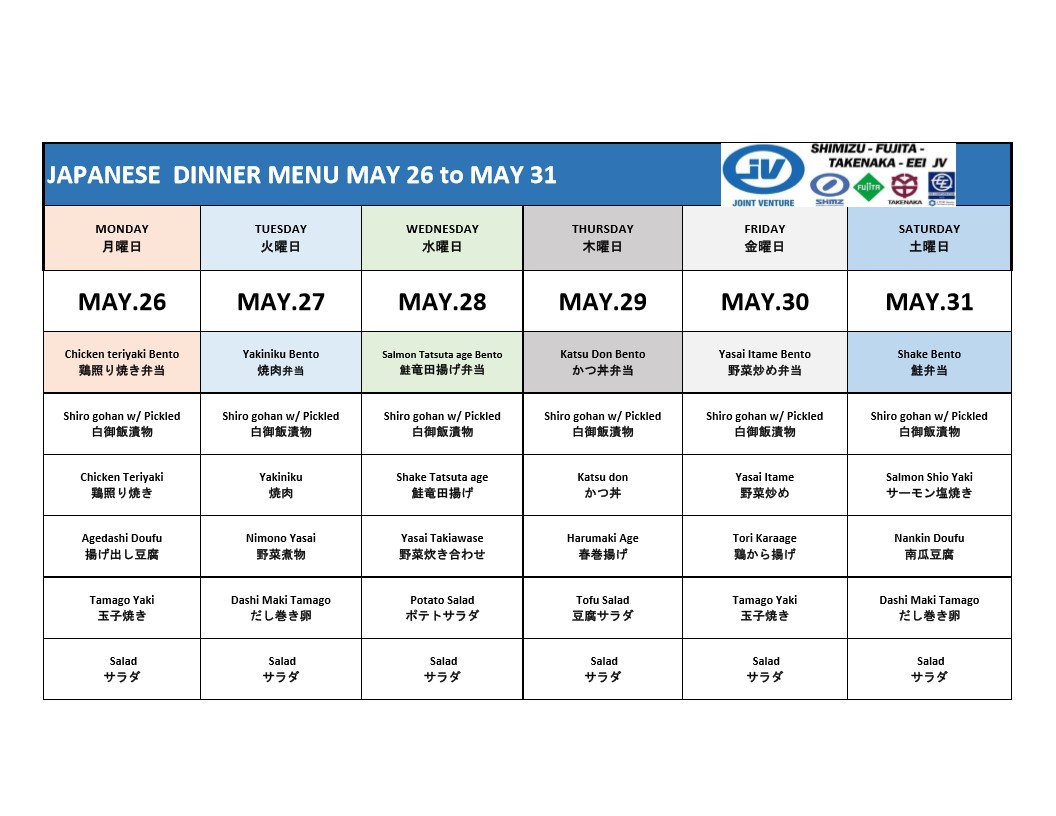 JAPANESE  DINNER MENU MAY 26 to MAY 31
JV
JOINT VENTURE
SHIMIZU - FUJITA -
TAKENAKA - EEI JV
SHMZ
FUJITA
TAKENAKA
EEI
MONDAY
月曜日
TUESDAY
火曜日
WEDNESDAY
水曜日
THURSDAY
木曜日
FRIDAY
金曜日
SATURDAY
土曜日
MAY.26
MAY.27
MAY.28
MAY.29
MAY.30
MAY.31
Chicken teriyaki Bento
鶏照り焼き弁当
Yakiniku Bento
焼肉弁当
Salmon Tatsuta age Bento
鮭竜田揚げ弁当
Katsu Don Bento
かつ丼弁当
Yasai Itame Bento
野菜炒め弁当
Shake Bento
鮭弁当
Shiro gohan w/ Pickled
白御飯漬物
Shiro gohan w/ Pickled
白御飯漬物
Shiro gohan w/ Pickled
白御飯漬物
Shiro gohan w/ Pickled
白御飯漬物
Shiro gohan w/ Pickled
白御飯漬物
Shiro gohan w/ Pickled
白御飯漬物
Chicken Teriyaki
鶏照り焼き
Yakiniku
焼肉
Shake Tatsuta age
鮭竜田揚げ
Katsu don
かつ丼
Yasai Itame
野菜炒め
Salmon Shio Yaki
サーモン塩焼き
Agedashi Doufu
揚げ出し豆腐
Nimono Yasai
野菜煮物
Yasai Takiawase
野菜炊き合わせ
Harumaki Age
春巻揚げ
Tori Karaage
鶏から揚げ
Nankin Doufu
南瓜豆腐
Tamago Yaki
玉子焼き
Dashi Maki Tamago
だし巻き卵
Potato Salad
ポテトサラダ
Tofu Salad
豆腐サラダ
Tamago Yaki
玉子焼き
Dashi Maki Tamago
だし巻き卵
Salad
サラダ
Salad
サラダ
Salad
サラダ
Salad
サラダ
Salad
サラダ
Salad
サラダ